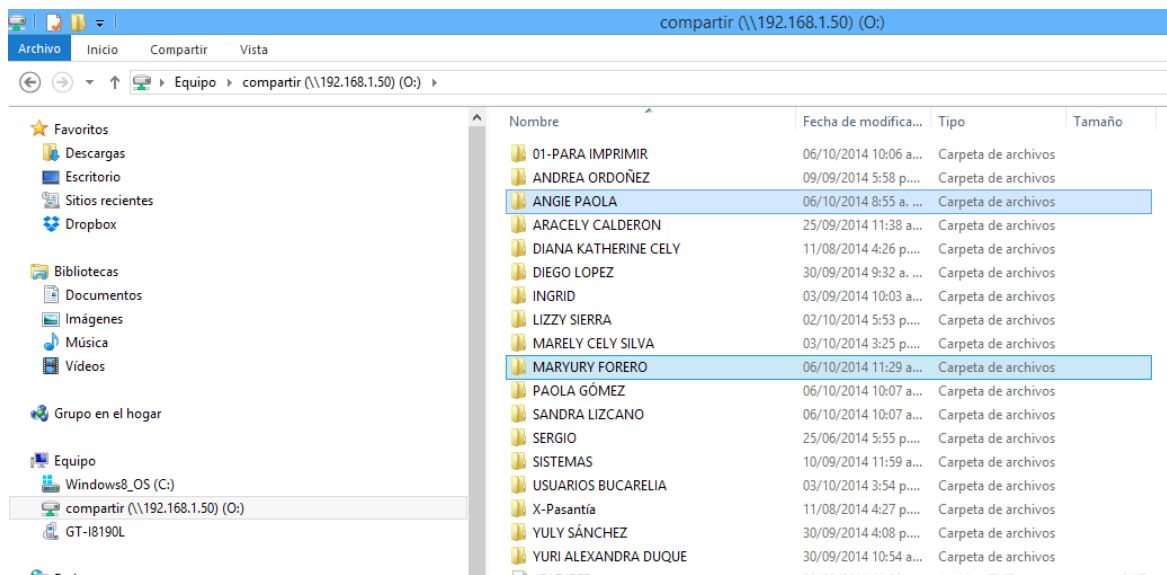 compartir (\\192.168.1.50) (O:)
Archivo Inicio Compartir Vista
Equipo compartir (\\192.168.1.50) (O:)
Favoritos
Descargas
Escritorio
Sitios recientes
Dropbox
Bibliotecas
Documentos
Imágenes
Música
Vídeos
Grupo en el hogar
Equipo
Windows8_OS (C:)
compartir (\\192.168.1.50) (O:)
GT-I8190L
Nombre Fecha de modifica... Tipo Tamaño
01-PARA IMPRIMIR 06/10/2014 10:06 a... Carpeta de archivos
ANDREA ORDOÑEZ 09/09/2014 5:58 p.... Carpeta de archivos
ANGIE PAOLA 06/10/2014 8:55 a. ... Carpeta de archivos
ARACELY CALDERON 25/09/2014 11:38 a... Carpeta de archivos
DIANA KATHERINE CELY 11/08/2014 4:26 p.... Carpeta de archivos
DIEGO LOPEZ 30/09/2014 9:32 a. ... Carpeta de archivos
INGRID 03/09/2014 10:03 a... Carpeta de archivos
LIZZY SIERRA 02/10/2014 5:53 p.... Carpeta de archivos
MARELY CELY SILVA 03/10/2014 3:25 p.... Carpeta de archivos
MARYURY FORERO 06/10/2014 11:29 a... Carpeta de archivos
PAOLA GÓMEZ 06/10/2014 10:07 a... Carpeta de archivos
SANDRA LIZCANO 06/10/2014 10:07 a... Carpeta de archivos
SERGIO 25/06/2014 5:55 p.... Carpeta de archivos
SISTEMAS 10/09/2014 11:59 a... Carpeta de archivos
USUARIOS BUCARELIA 03/10/2014 3:54 p.... Carpeta de archivos
X-Pasantía 11/08/2014 4:27 p.... Carpeta de archivos
YULY SÁNCHEZ 30/09/2014 4:08 p.... Carpeta de archivos
YURI ALEXANDRA DUQUE 30/09/2014 10:54 a... Carpeta de archivos